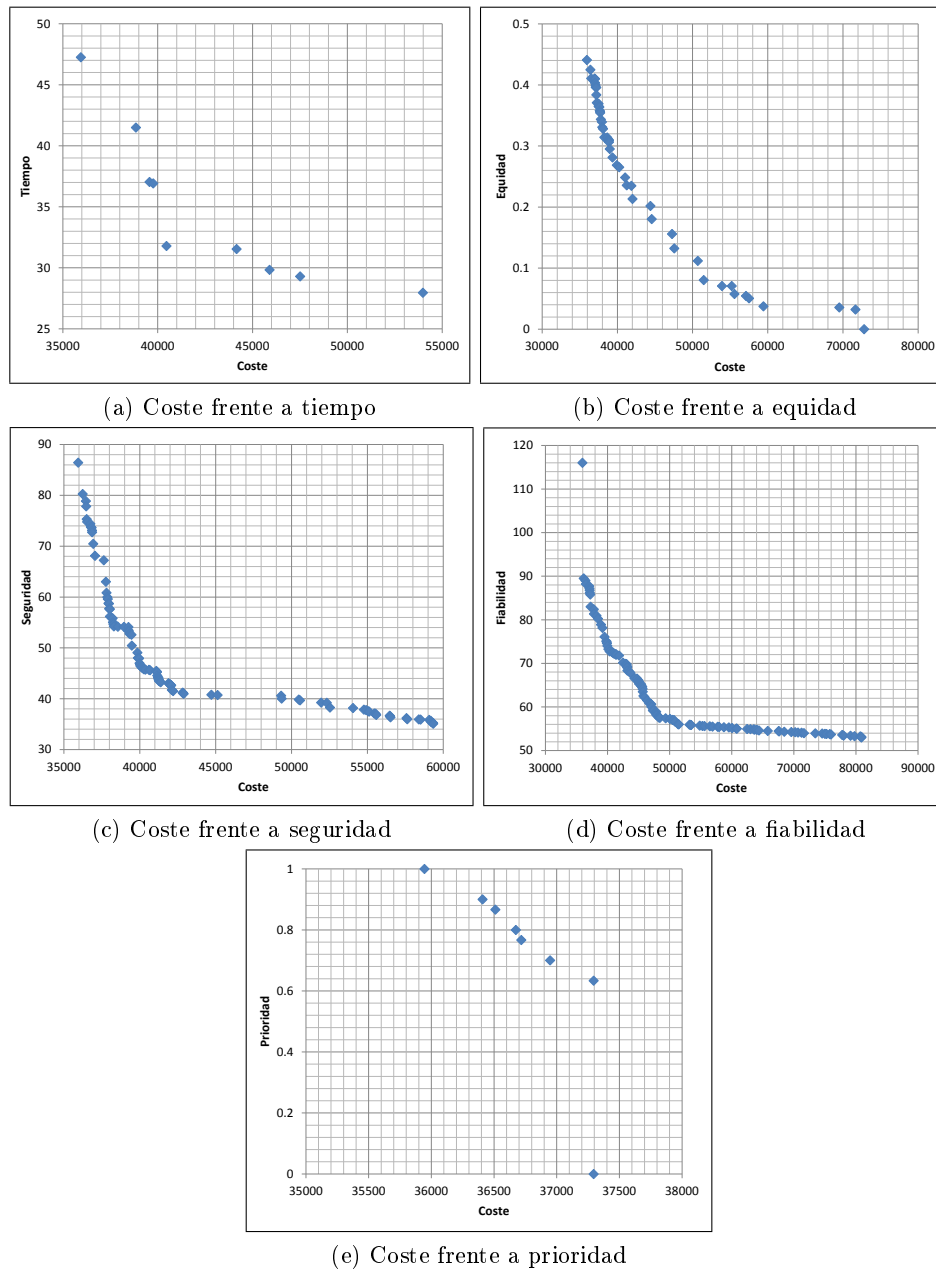 50
45
40
35
30
25
35000 40000 45000 50000 55000
Tiempo
Coste
(a) Coste frente a tiempo
0.5
0.4
0.3
0.2
0.1
0
30000 40000 50000 60000 70000 80000
Equidad
Coste
(b) Coste frente a equidad
90
80
70
60
50
40
30
35000 40000 45000 50000 55000 60000
Seguridad
Coste
(c) Coste frente a seguridad
120
110
100
90
80
70
60
50
30000 40000 50000 60000 70000 80000 90000
Fiabilidad
Coste
(d) Coste frente a fiabilidad
1
0.8
0.6
0.4
0.2
0
35000 35500 36000 36500 37000 37500 38000
Prioridad
Coste
(e) Coste frente a prioridad